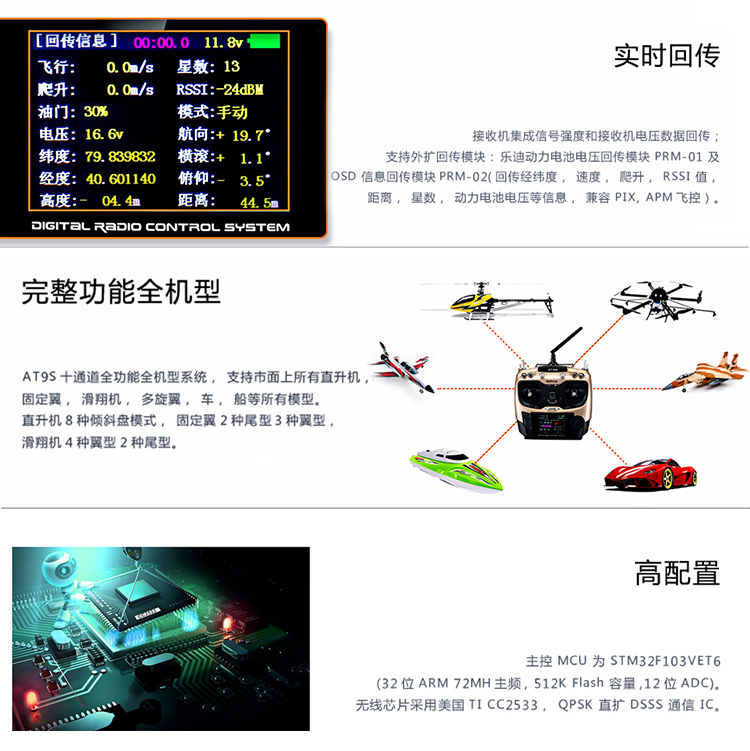 [回传信息] 00:00.0 11.8v
飞行: 0.0m/s 星数: 13
爬升: 0.0m/s RSSI:-24dBM
油门: 30% 模式:手动
电压: 16.6v 航向:+ 19.7°
纬度: 79.839832 横滚:+ 1.1°
经度: 40.601140 俯仰:- 3.5°
高度:- 04.4m 距离: 44.5m
DIGITAL RADIO CONTROL SYSTEM
实时回传
接收机集成信号强度和接收机电压数据回传;
支持外扩回传模块:乐迪动力电池电压回传模块 PRM-01 及
OSD 信息回传模块 PRM-02(回传经纬度, 速度, 爬升, RSSI 值,
距离, 星数, 动力电池电压等信息, 兼容 PIX, APM 飞控)。
完整功能全机型
AT9S 十通道全功能全机型系统, 支持市面上所有直升机,
固定翼, 滑翔机, 多旋翼, 车, 船等所有模型。
直升机 8 种倾斜盘模式, 固定翼 2 种尾型 3 种翼型,
滑翔机 4 种翼型 2 种尾型。
高配置
主控 MCU 为 STM32F103VET6
(32 位 ARM 72MH 主频, 512K Flash 容量,12 位 ADC)。
无线芯片采用美国 TI CC2533, QPSK 直扩 DSSS 通信 IC。